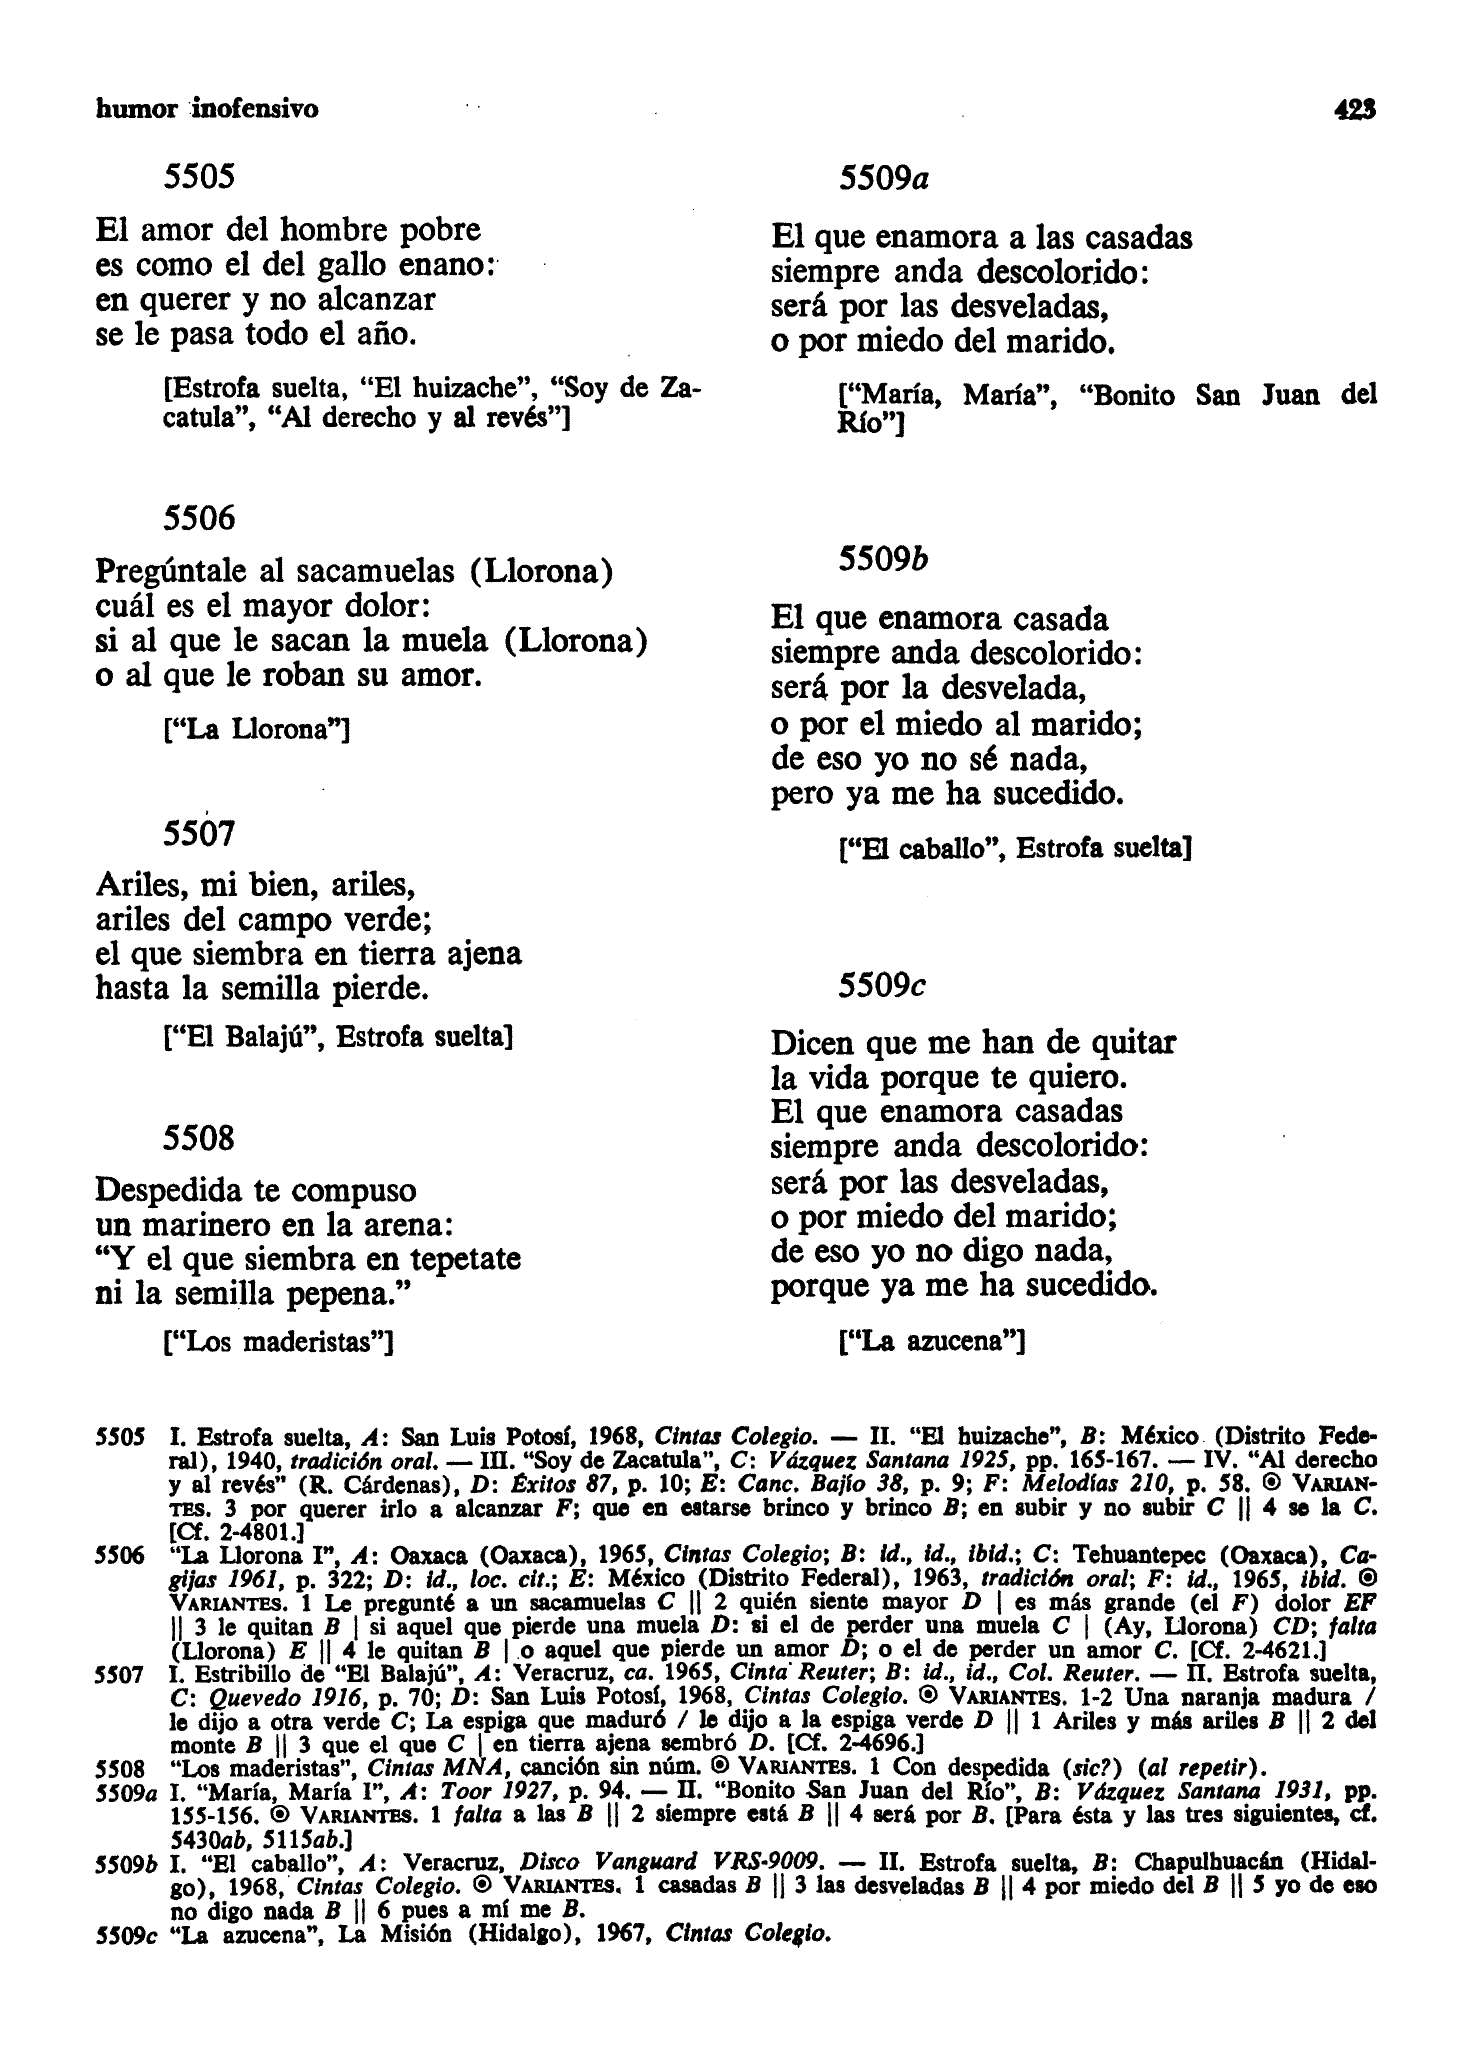 humor inofensivo 423
5505
El amor del hombre pobre
es como el del gallo enano:
en querer y no alcanzar
se le pasa todo el año.
[Estrofa suelta, “El huizache”, “Soy de Za-
catula”, “Al derecho y al revés”]
5506
Pregúntale al sacamuelas (Llorona)
cuál es el mayor dolor:
si al que le sacan la muela (Llorona)
o al que le roban su amor.
[“La Llorona”]
5507
Ariles, mi bien, ariles,
ariles del campo verde;
el que siembra en tierra ajena
hasta la semilla pierde.
[“El Balajú”, Estrofa suelta]
5508
Despedida te compuso
un marinero en la arena:
“Y el que siembra en tepetate
ni la semilla pepena.”
[“Los maderistas”]
5509a
El que enamora a las casadas
siempre anda descolorido:
será por las desveladas,
o por miedo del marido.
[“María, María”, “Bonito San Juan del
Río”]
5509b
El que enamora casada
siempre anda descolorido:
será por la desvelada,
o por el miedo al marido;
de eso yo no sé nada,
pero ya me ha sucedido.
[“El caballo”, Estrofa suelta]
5509c
Dicen que me han de quitar
la vida porque te quiero.
El que enamora casadas
siempre anda descolorido:
será por las desveladas,
o por miedo del marido;
de eso yo no digo nada,
porque ya me ha sucedido.
[“La azucena”]
5505 I. Estrofa suelta, A: San Luis Potosí, 1968, Cintas Colegio. — II. “El huizache”, B: México (Distrito Fede-
ral), 1940, tradición oral. — III. “Soy de Zacatula”, C: Vázquez Santana 1925, pp. 165-167. — IV. “Al derecho
y al revés” (R. Cárdenas), D: Éxitos 87, p. 10; E: Canc. Bajío 38, p. 9; F: Melodías 210, p. 58. ⊙ VARIAN-
TES. 3 por querer irlo a alcanzar F; que en estarse brinco y brinco B; en subir y no subir C || 4 se la C.
[Cf. 2-4801.]
5506 “La Llorona I”, A: Oaxaca (Oaxaca), 1965, Cintas Colegio; B: id., id., ibid.; C: Tehuantepec (Oaxaca), Ca-
gijas 1961, p. 322; D: id., loc. cit.; E: México (Distrito Federal), 1963, tradición oral; F: id., 1965, ibid. ⊙
VARIANTES. 1 Le pregunté a un sacamuelas C || 2 quién siente mayor D | es más grande (el F) dolor EF
|| 3 le quitan B | si aquel que pierde una muela D: si el de perder una muela C | (Ay, Llorona) CD; falta
(Llorona) E || 4 le quitan B | o aquel que pierde un amor D; o el de perder un amor C. [Cf. 2-4621.]
5507 I. Estribillo de “El Balajú”, A: Veracruz, ca. 1965, Cinta Reuter; B: id., id., Col. Reuter. — II. Estrofa suelta,
C: Quevedo 1916, p. 70; D: San Luis Potosí, 1968, Cintas Colegio. ⊙ VARIANTES. 1-2 Una naranja madura /
le dijo a otra verde C; La espiga que maduró / le dijo a la espiga verde D || 1 Ariles y más ariles B || 2 del
monte B || 3 que el que C | en tierra ajena sembró D. [Cf. 2-4696.]
5508 “Los maderistas”, Cintas MNA, canción sin núm. ⊙ VARIANTES. 1 Con despedida (sic?) (al repetir).
5509a I. “María, María I”, A: Toor 1927, p. 94. — II. “Bonito San Juan del Río”, B: Vázquez Santana 1931, pp.
155-156. ⊙ VARIANTES. 1 falta a las B || 2 siempre está B || 4 será por B. [Para ésta y las tres siguientes, cf.
5430ab, 5115ab.]
5509b I. “El caballo”, A: Veracruz, Disco Vanguard VRS-9009. — II. Estrofa suelta, B: Chapulhuacán (Hidal-
go), 1968, Cintas Colegio. ⊙ VARIANTES. 1 casadas B || 3 las desveladas B || 4 por miedo del B || 5 yo de eso
no digo nada B || 6 pues a mí me B.
5509c “La azucena”, La Misión (Hidalgo), 1967, Cintas Colegio.